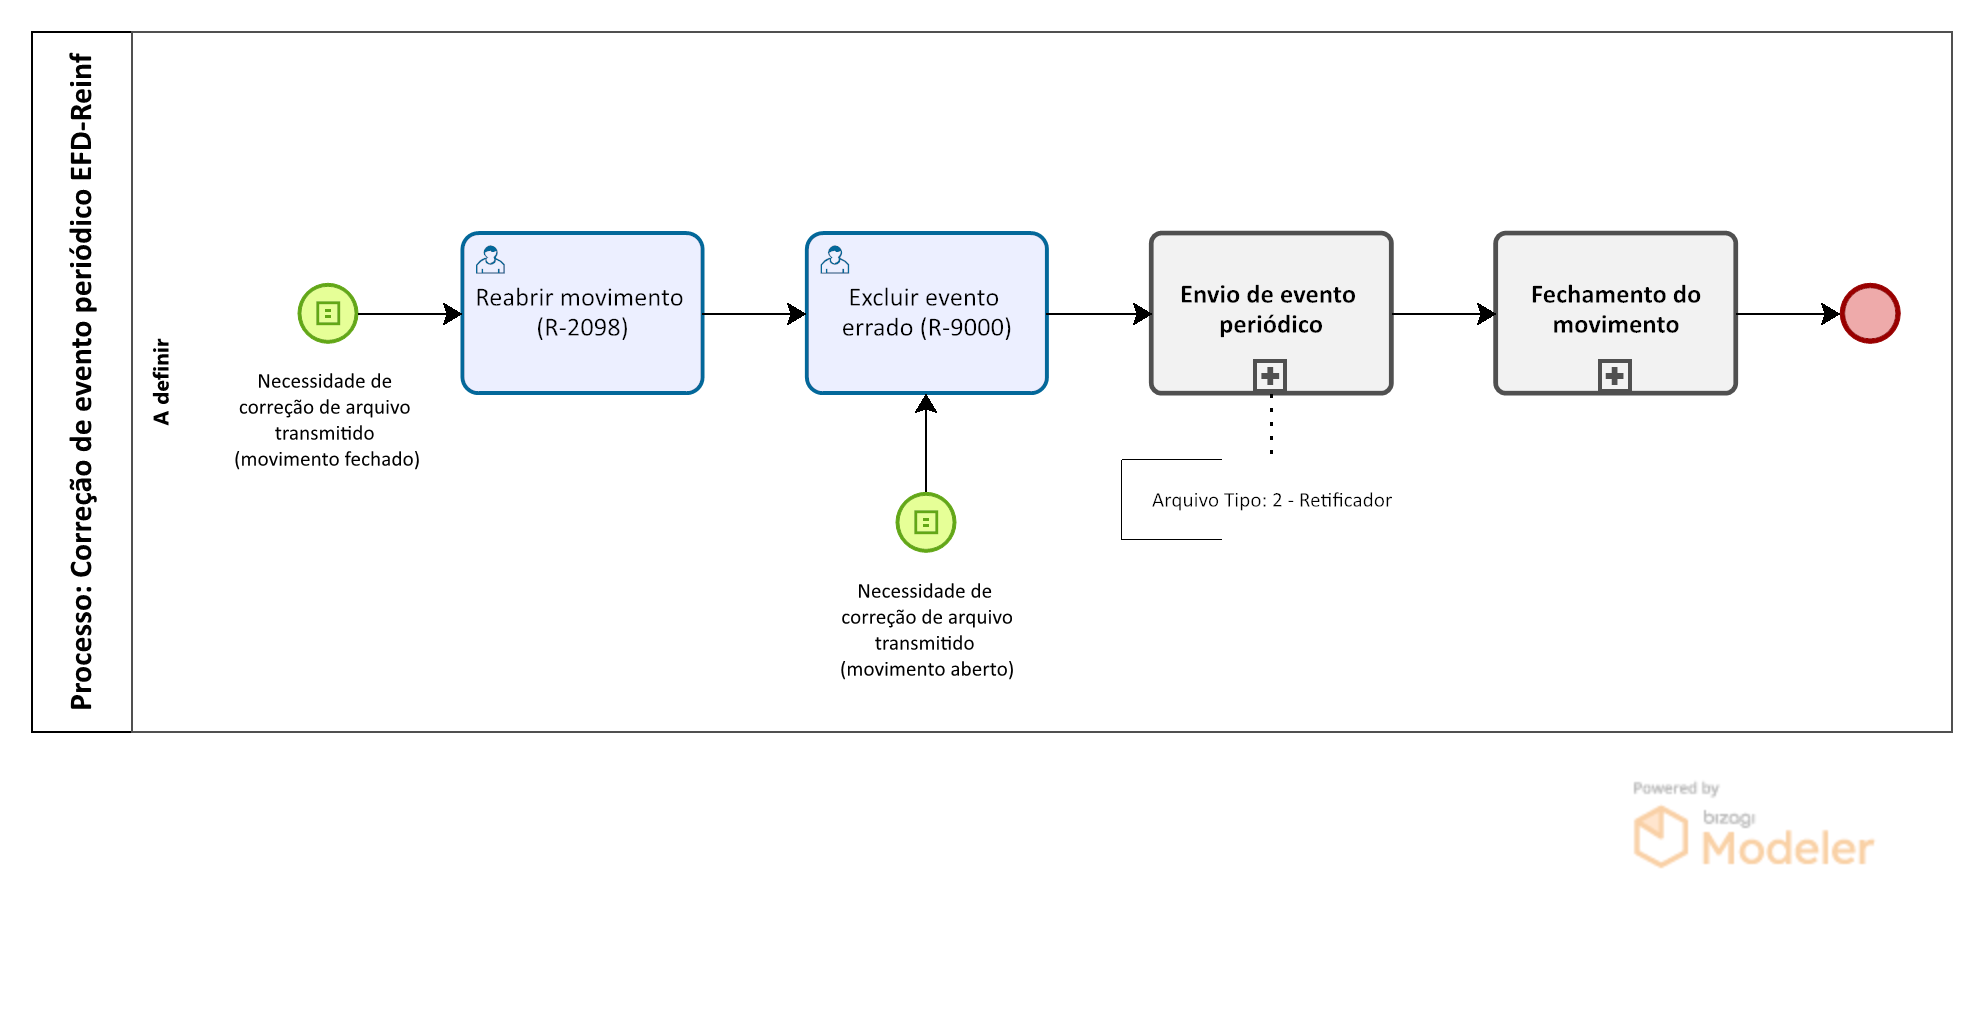 Processo: Correção de evento periódico EFD-Reinf
A definir
Necessidade de
correção de arquivo
transmitido
(movimento fechado)
Reabrir movimento
(R-2098)
Excluir evento
errado (R-9000)
Necessidade de
correção de arquivo
transmitido
(movimento aberto)
Envio de evento
periódico
Arquivo Tipo: 2 - Retificador
Fechamento do
movimento
Powered by
bizagi
Modeler